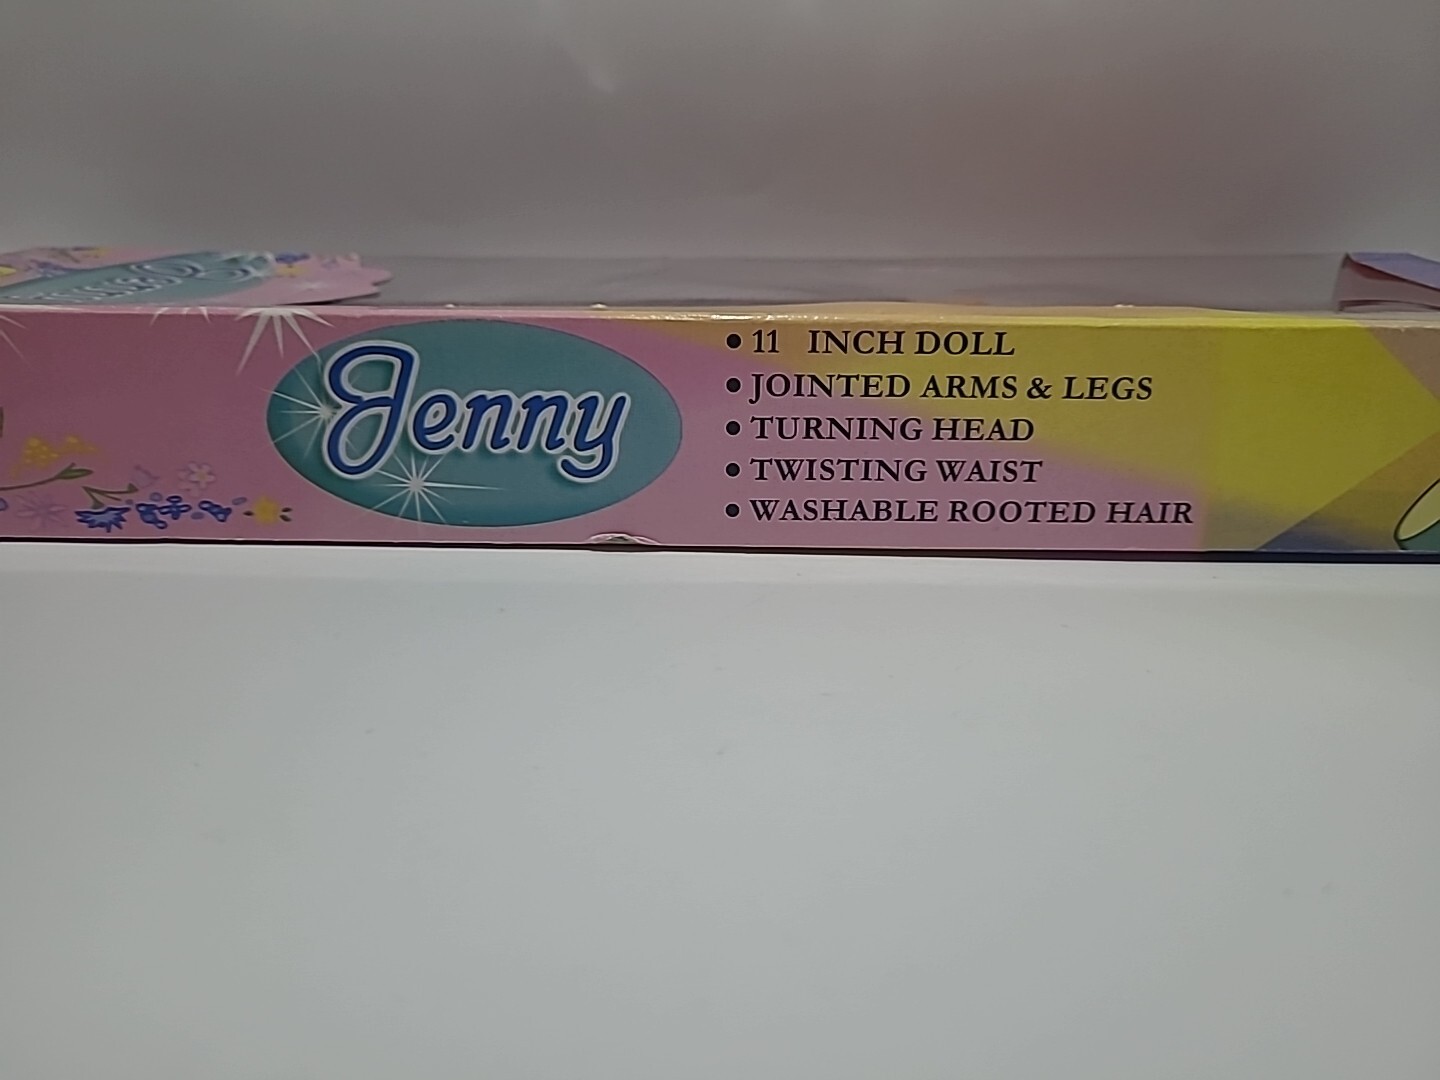 Jenny
• 11 INCH DOLL
• JOINTED ARMS & LEGS
• TURNING HEAD
• TWISTING WAIST
• WASHABLE ROOTED HAIR